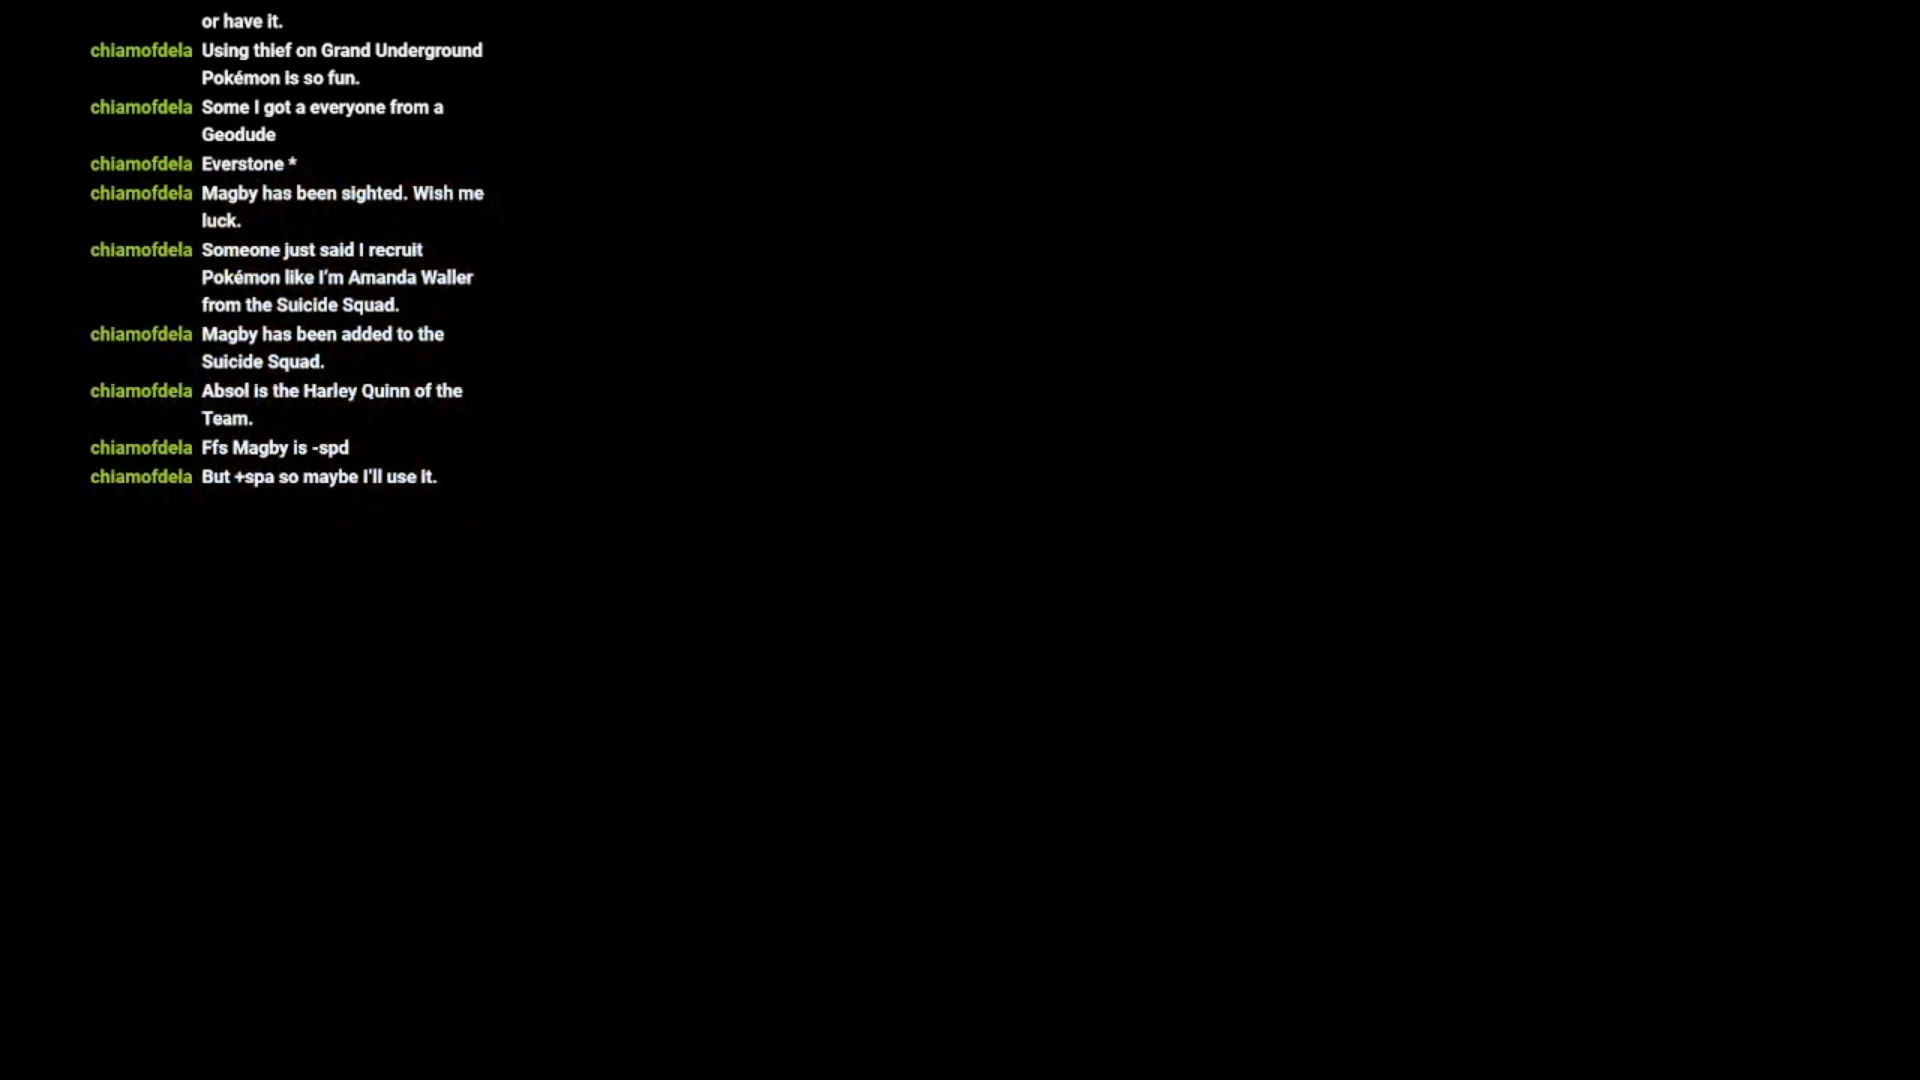 or have it.
chiamofdela Using thief on Grand Underground
Pokémon is so fun.
chiamofdela Some I got a everyone from a
Geodude
chiamofdela Everstone *
chiamofdela Magby has been sighted. Wish me
luck.
chiamofdela Someone just said I recruit
Pokémon like I'm Amanda Waller
from the Suicide Squad.
chiamofdela Magby has been added to the
Suicide Squad.
chiamofdela Absol is the Harley Quinn of the
Team.
chiamofdela Ffs Magby is -spd
chiamofdela But +spa so maybe I'll use it.